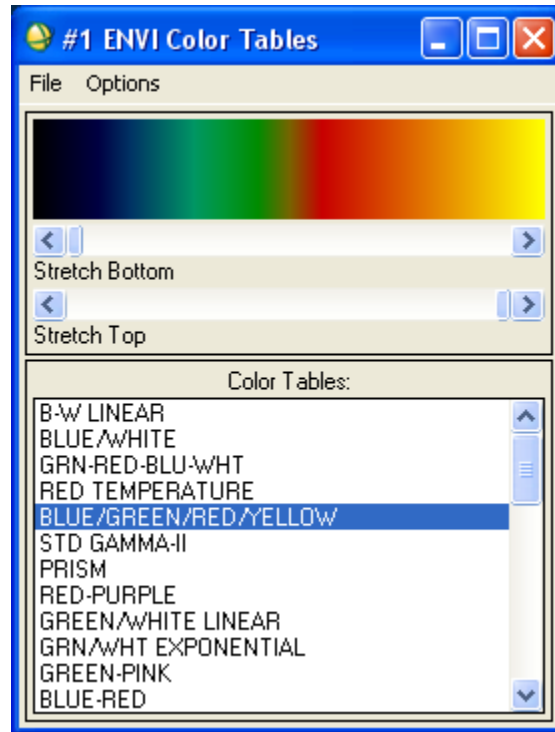 #1 ENVI Color Tables
File Options
Stretch Bottom
Stretch Top
Color Tables:
B-W LINEAR
BLUE/WHITE
GRN-RED-BLU-WHT
RED TEMPERATURE
BLUE/GREEN/RED/YELLOW
STD GAMMA-II
PRISM
RED-PURPLE
GREEN/WHITE LINEAR
GRN/WHT EXPONENTIAL
GREEN-PINK
BLUE-RED